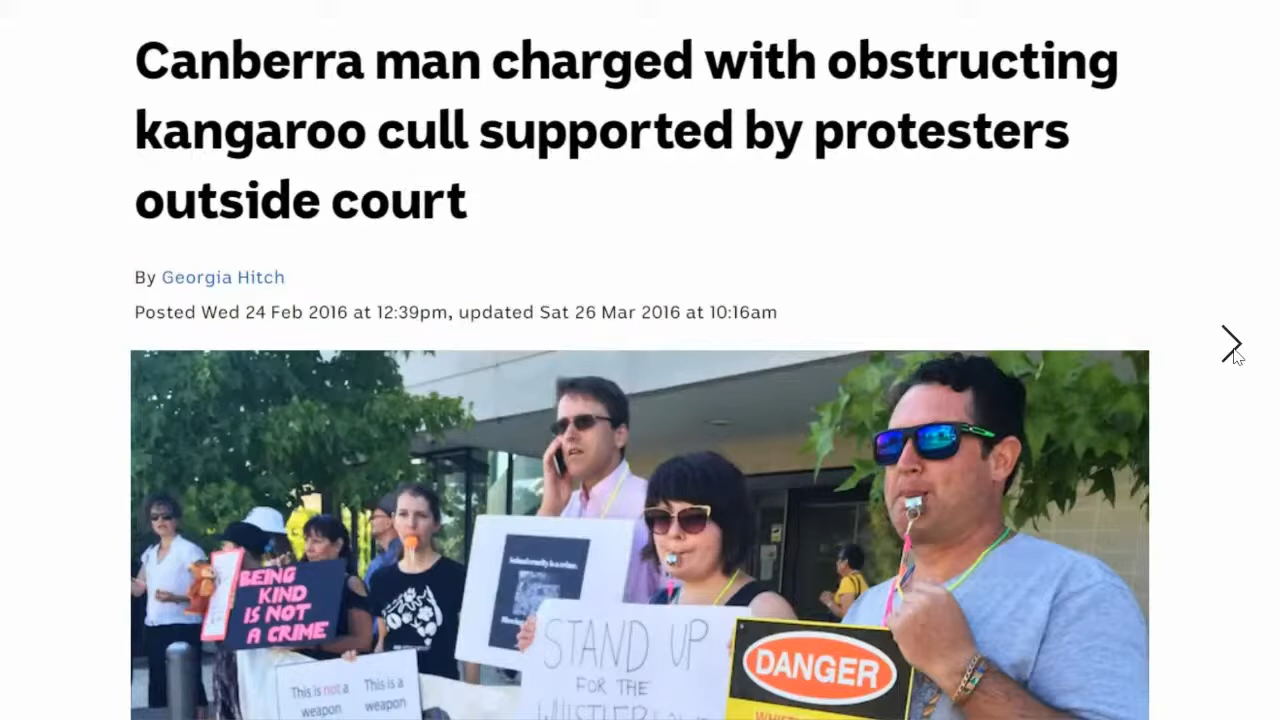 Canberra man charged with obstructing
kangaroo cull supported by protesters
outside court
By Georgia Hitch
Posted Wed 24 Feb 2016 at 12:39pm, updated Sat 26 Mar 2016 at 10:16am
BEING
KIND
IS NOT
A CRIME
This is not a
weapon
This is a
weapon
STAND UP
FOR THE
DANGER